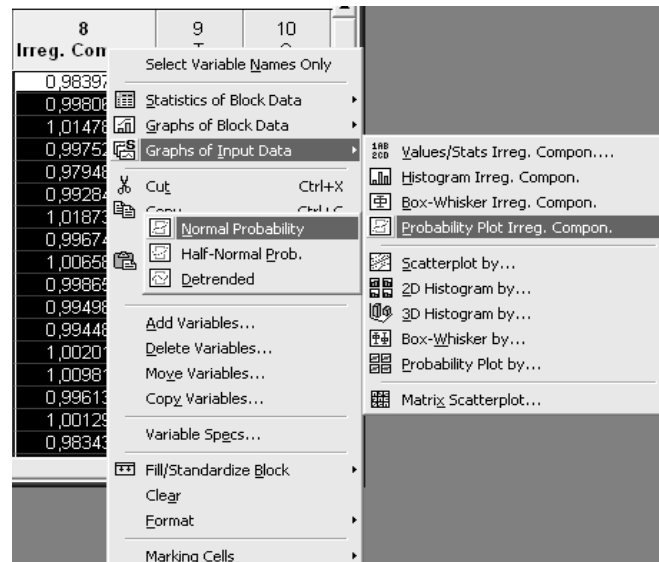 8 9 10
Irreg. Com
Select Variable Names Only
0,98397
0,99806 Statistics of Block Data
1,01478 Graphs of Block Data
0,99752 Graphs of Input Data
0,97948
0,99284 Cut Ctrl+X
1,01873
0,99674
1,00658
0,99865
0,99498
0,99448
1,00201
1,00981
0,99613
1,00129
0,98343
Values/Stats Irreg. Compon....
Histogram Irreg. Compon.
Box-Whisker Irreg. Compon.
Probability Plot Irreg. Compon.
Scatterplot by...
2D Histogram by...
3D Histogram by...
Box-Whisker by...
Probability Plot by...
Matrix Scatterplot...
Normal Probability
Half-Normal Prob.
Detrended
Add Variables...
Delete Variables...
Move Variables...
Copy Variables...
Variable Specs...
Fill/Standardize Block
Clear
Format
Marking Cells